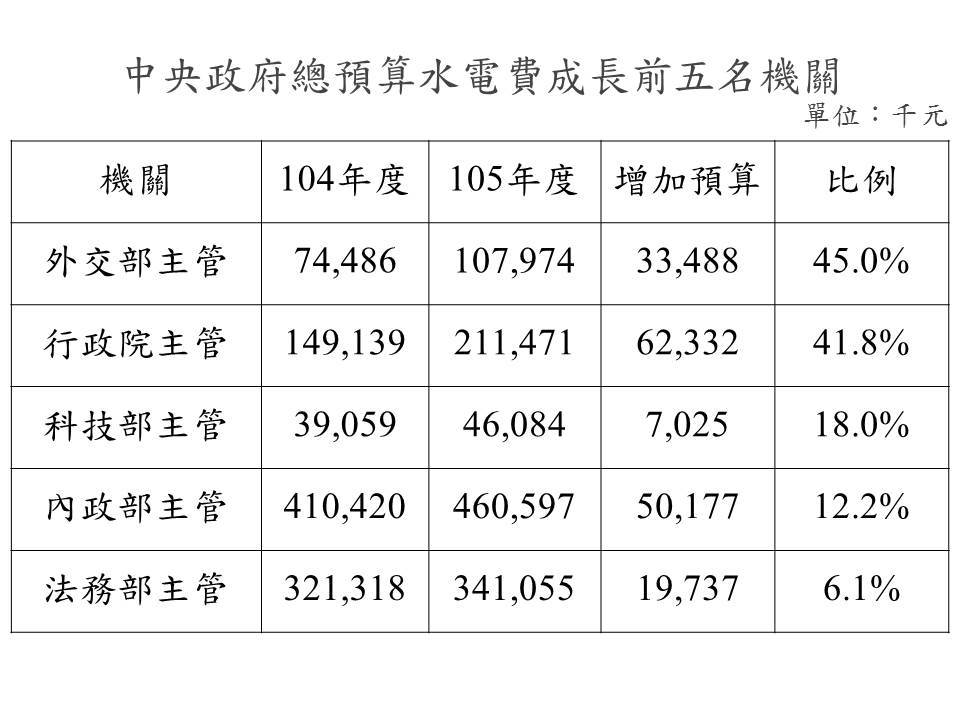 中央政府總預算水電費成長前五名機關
單位：千元
機關 104年度 105年度 增加預算 比例
外交部主管 74,486 107,974 33,488 45.0%
行政院主管 149,139 211,471 62,332 41.8%
科技部主管 39,059 46,084 7,025 18.0%
內政部主管 410,420 460,597 50,177 12.2%
法務部主管 321,318 341,055 19,737 6.1%